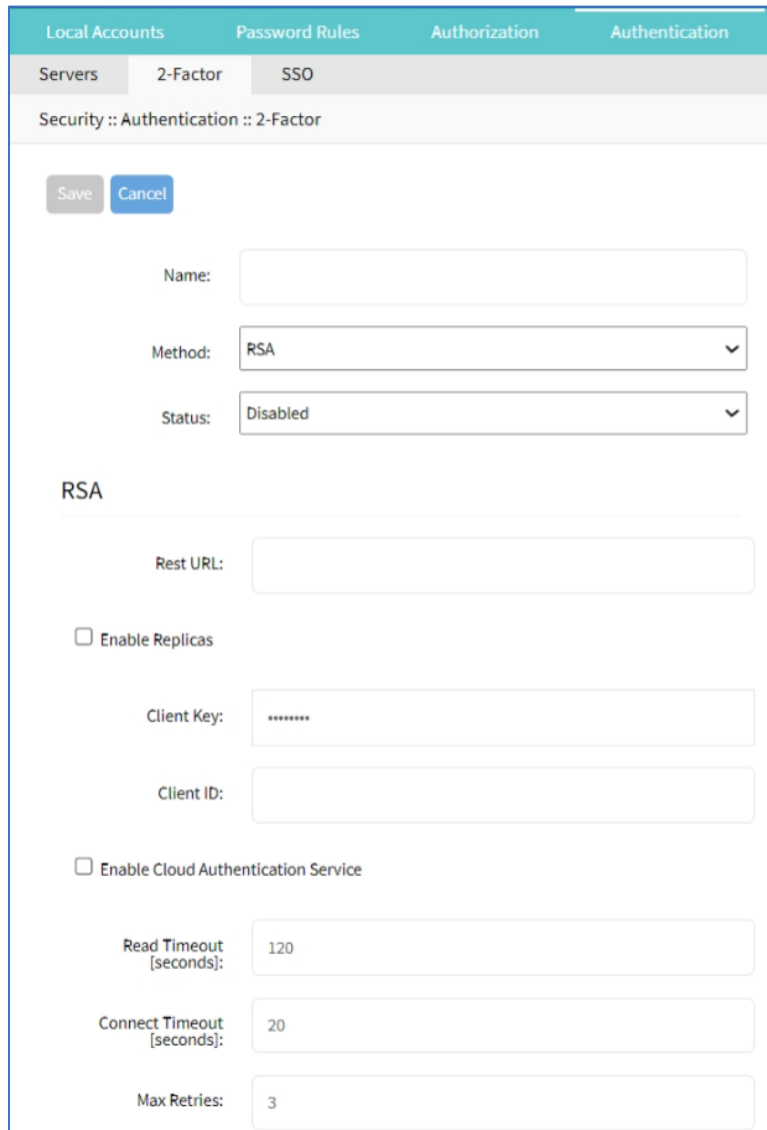 Local Accounts Password Rules Authorization Authentication
Servers 2-Factor SSO
Security :: Authentication :: 2-Factor
Save Cancel
Name:
Method: RSA
Status: Disabled
RSA
Rest URL:
Enable Replicas
Client Key: ••••••••
Client ID:
Enable Cloud Authentication Service
Read Timeout
[seconds]: 120
Connect Timeout
[seconds]: 20
Max Retries: 3